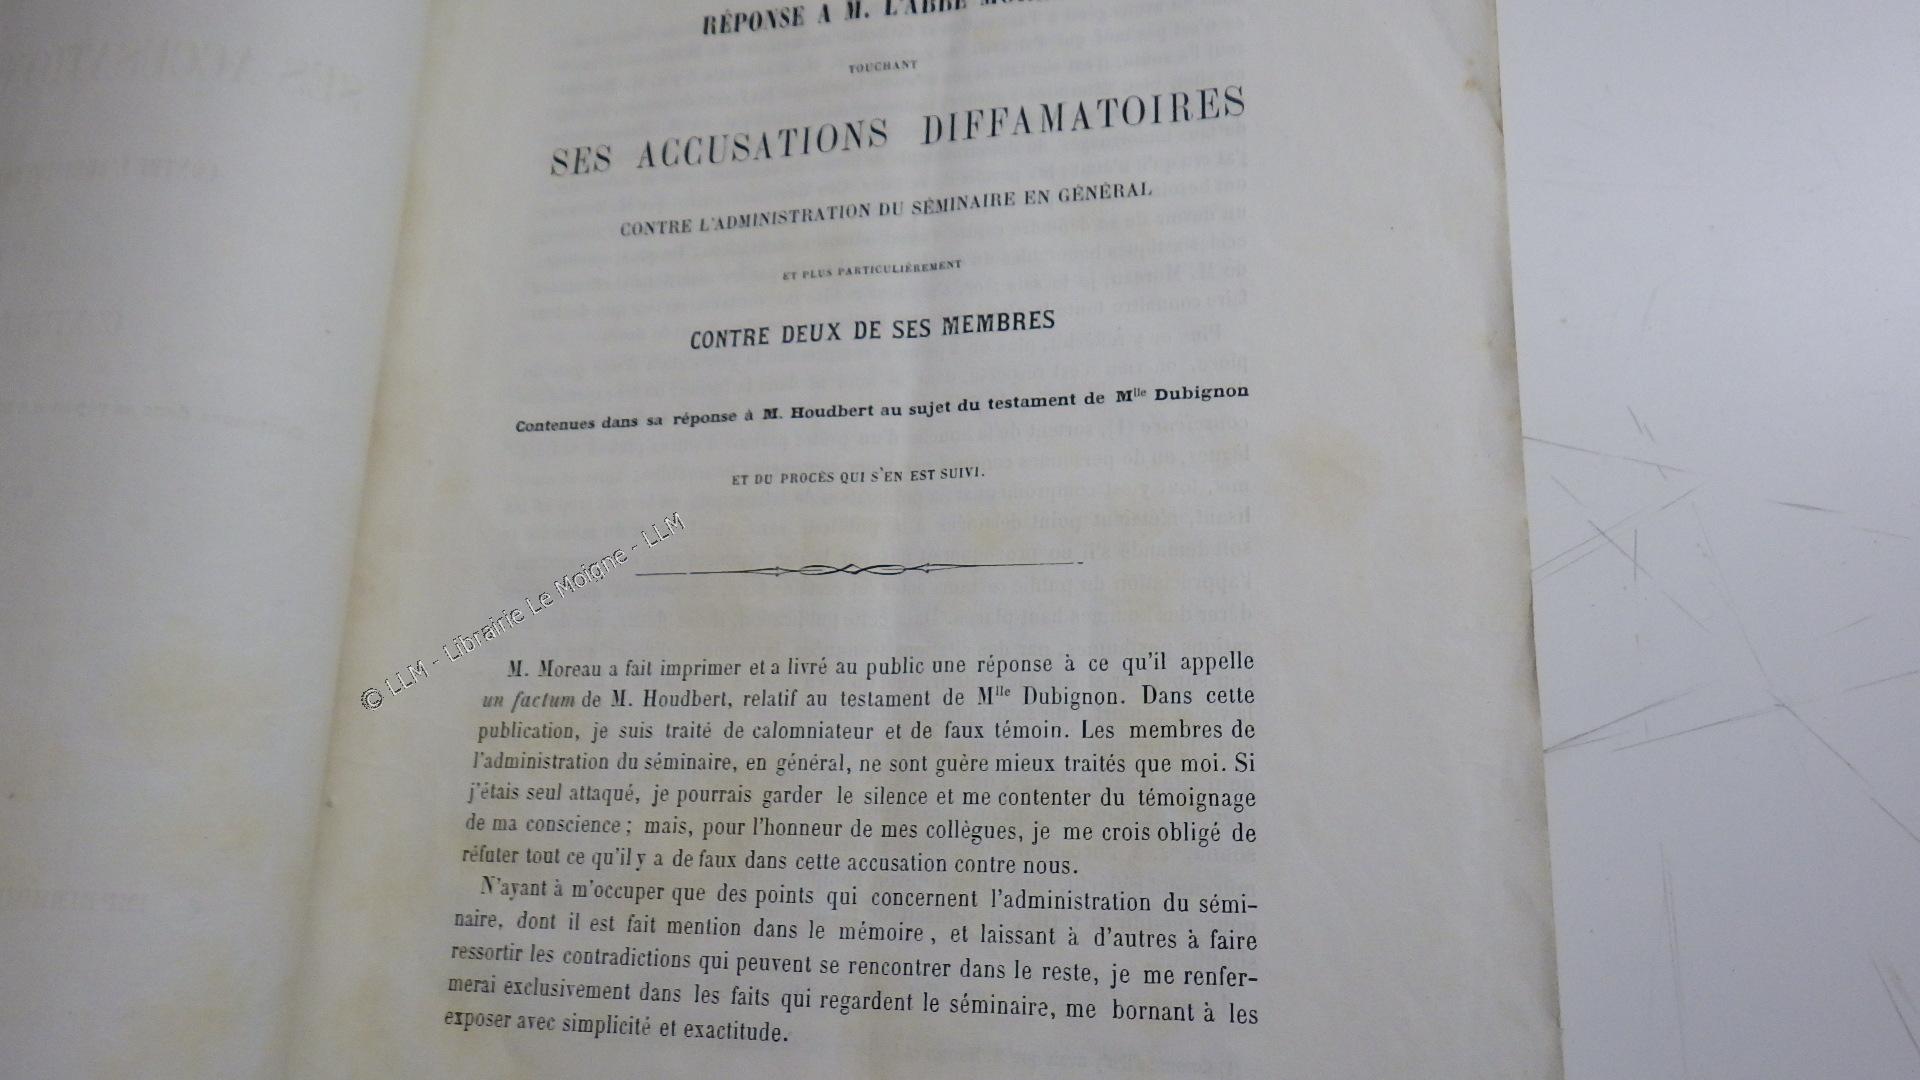 RÉPONSE A M. L'ABBÉ
TOUCHANT
SES ACCUSATIONS DIFFAMATOIRES
CONTRE L'ADMINISTRATION DU SÉMINAIRE EN GÉNÉRAL
ET PLUS PARTICULIÈREMENT
CONTRE DEUX DE SES MEMBRES
Contenues dans sa réponse à M. Houdbert au sujet du testament de Mlle Dubignon
ET DU PROCÈS QUI S'EN EST SUIVI.
© LLM - Librairie Le Moigne - LLM
M. Moreau a fait imprimer et a livré au public une réponse à ce qu'il appelle
un factum de M. Houdbert, relatif au testament de Mlle Dubignon. Dans cette
publication, je suis traité de calomniateur et de faux témoin. Les membres de
l'administration du séminaire, en général, ne sont guère mieux traités que moi. Si
j'étais seul attaqué, je pourrais garder le silence et me contenter du témoignage
de ma conscience ; mais, pour l'honneur de mes collègues, je me crois obligé de
réfuter tout ce qu'il y a de faux dans cette accusation contre nous.
N'ayant à m'occuper que des points qui concernent l'administration du sémi-
naire, dont il est fait mention dans le mémoire, et laissant à d'autres à faire
ressortir les contradictions qui peuvent se rencontrer dans le reste, je me renfer-
merai exclusivement dans les faits qui regardent le séminaire, me bornant à les
exposer avec simplicité et exactitude.